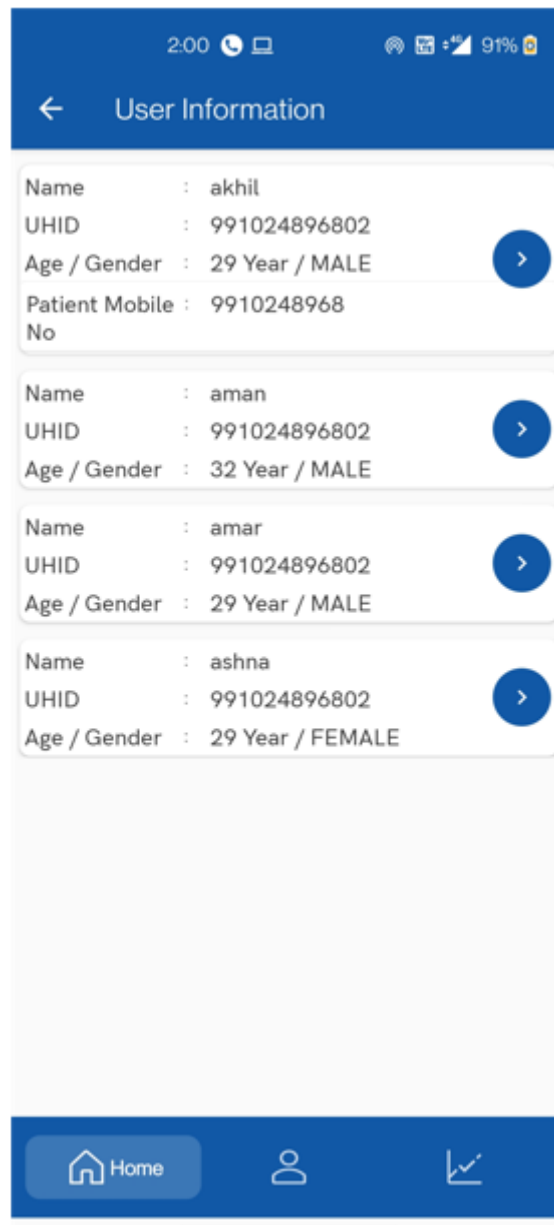 2:00 4G 91%
User Information
Name : akhil
UHID : 991024896802
Age / Gender : 29 Year / MALE
Patient Mobile No : 9910248968
Name : aman
UHID : 991024896802
Age / Gender : 32 Year / MALE
Name : amar
UHID : 991024896802
Age / Gender : 29 Year / MALE
Name : ashna
UHID : 991024896802
Age / Gender : 29 Year / FEMALE
Home